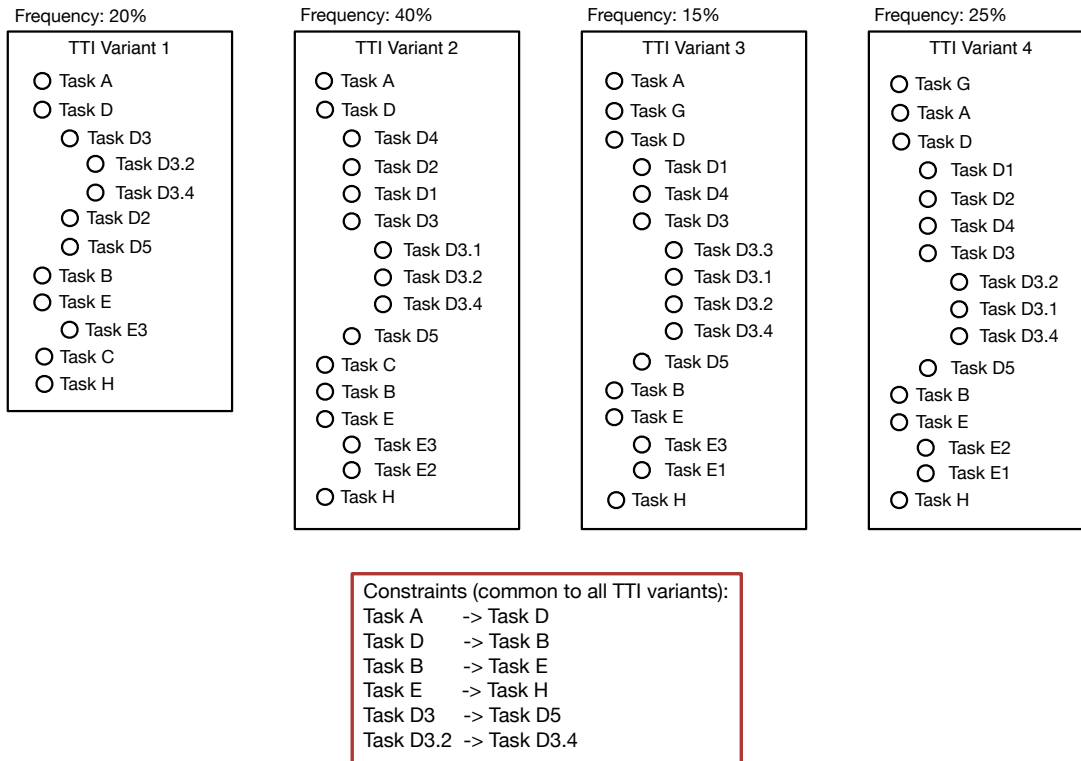 Frequency: 20%
TTI Variant 1
Task A
Task D
Task D3
Task D3.2
Task D3.4
Task D2
Task D5
Task B
Task E
Task E3
Task C
Task H
Frequency: 40%
TTI Variant 2
Task A
Task D
Task D4
Task D2
Task D1
Task D3
Task D3.1
Task D3.2
Task D3.4
Task D5
Task C
Task B
Task E
Task E3
Task E2
Task H
Frequency: 15%
TTI Variant 3
Task A
Task G
Task D
Task D1
Task D4
Task D3
Task D3.3
Task D3.1
Task D3.2
Task D3.4
Task D5
Task B
Task E
Task E3
Task E1
Task H
Frequency: 25%
TTI Variant 4
Task G
Task A
Task D
Task D1
Task D2
Task D4
Task D3
Task D3.2
Task D3.1
Task D3.4
Task D5
Task B
Task E
Task E2
Task E1
Task H
Constraints (common to all TTI variants):
Task A -> Task D
Task D -> Task B
Task B -> Task E
Task E -> Task H
Task D3 -> Task D5
Task D3.2 -> Task D3.4